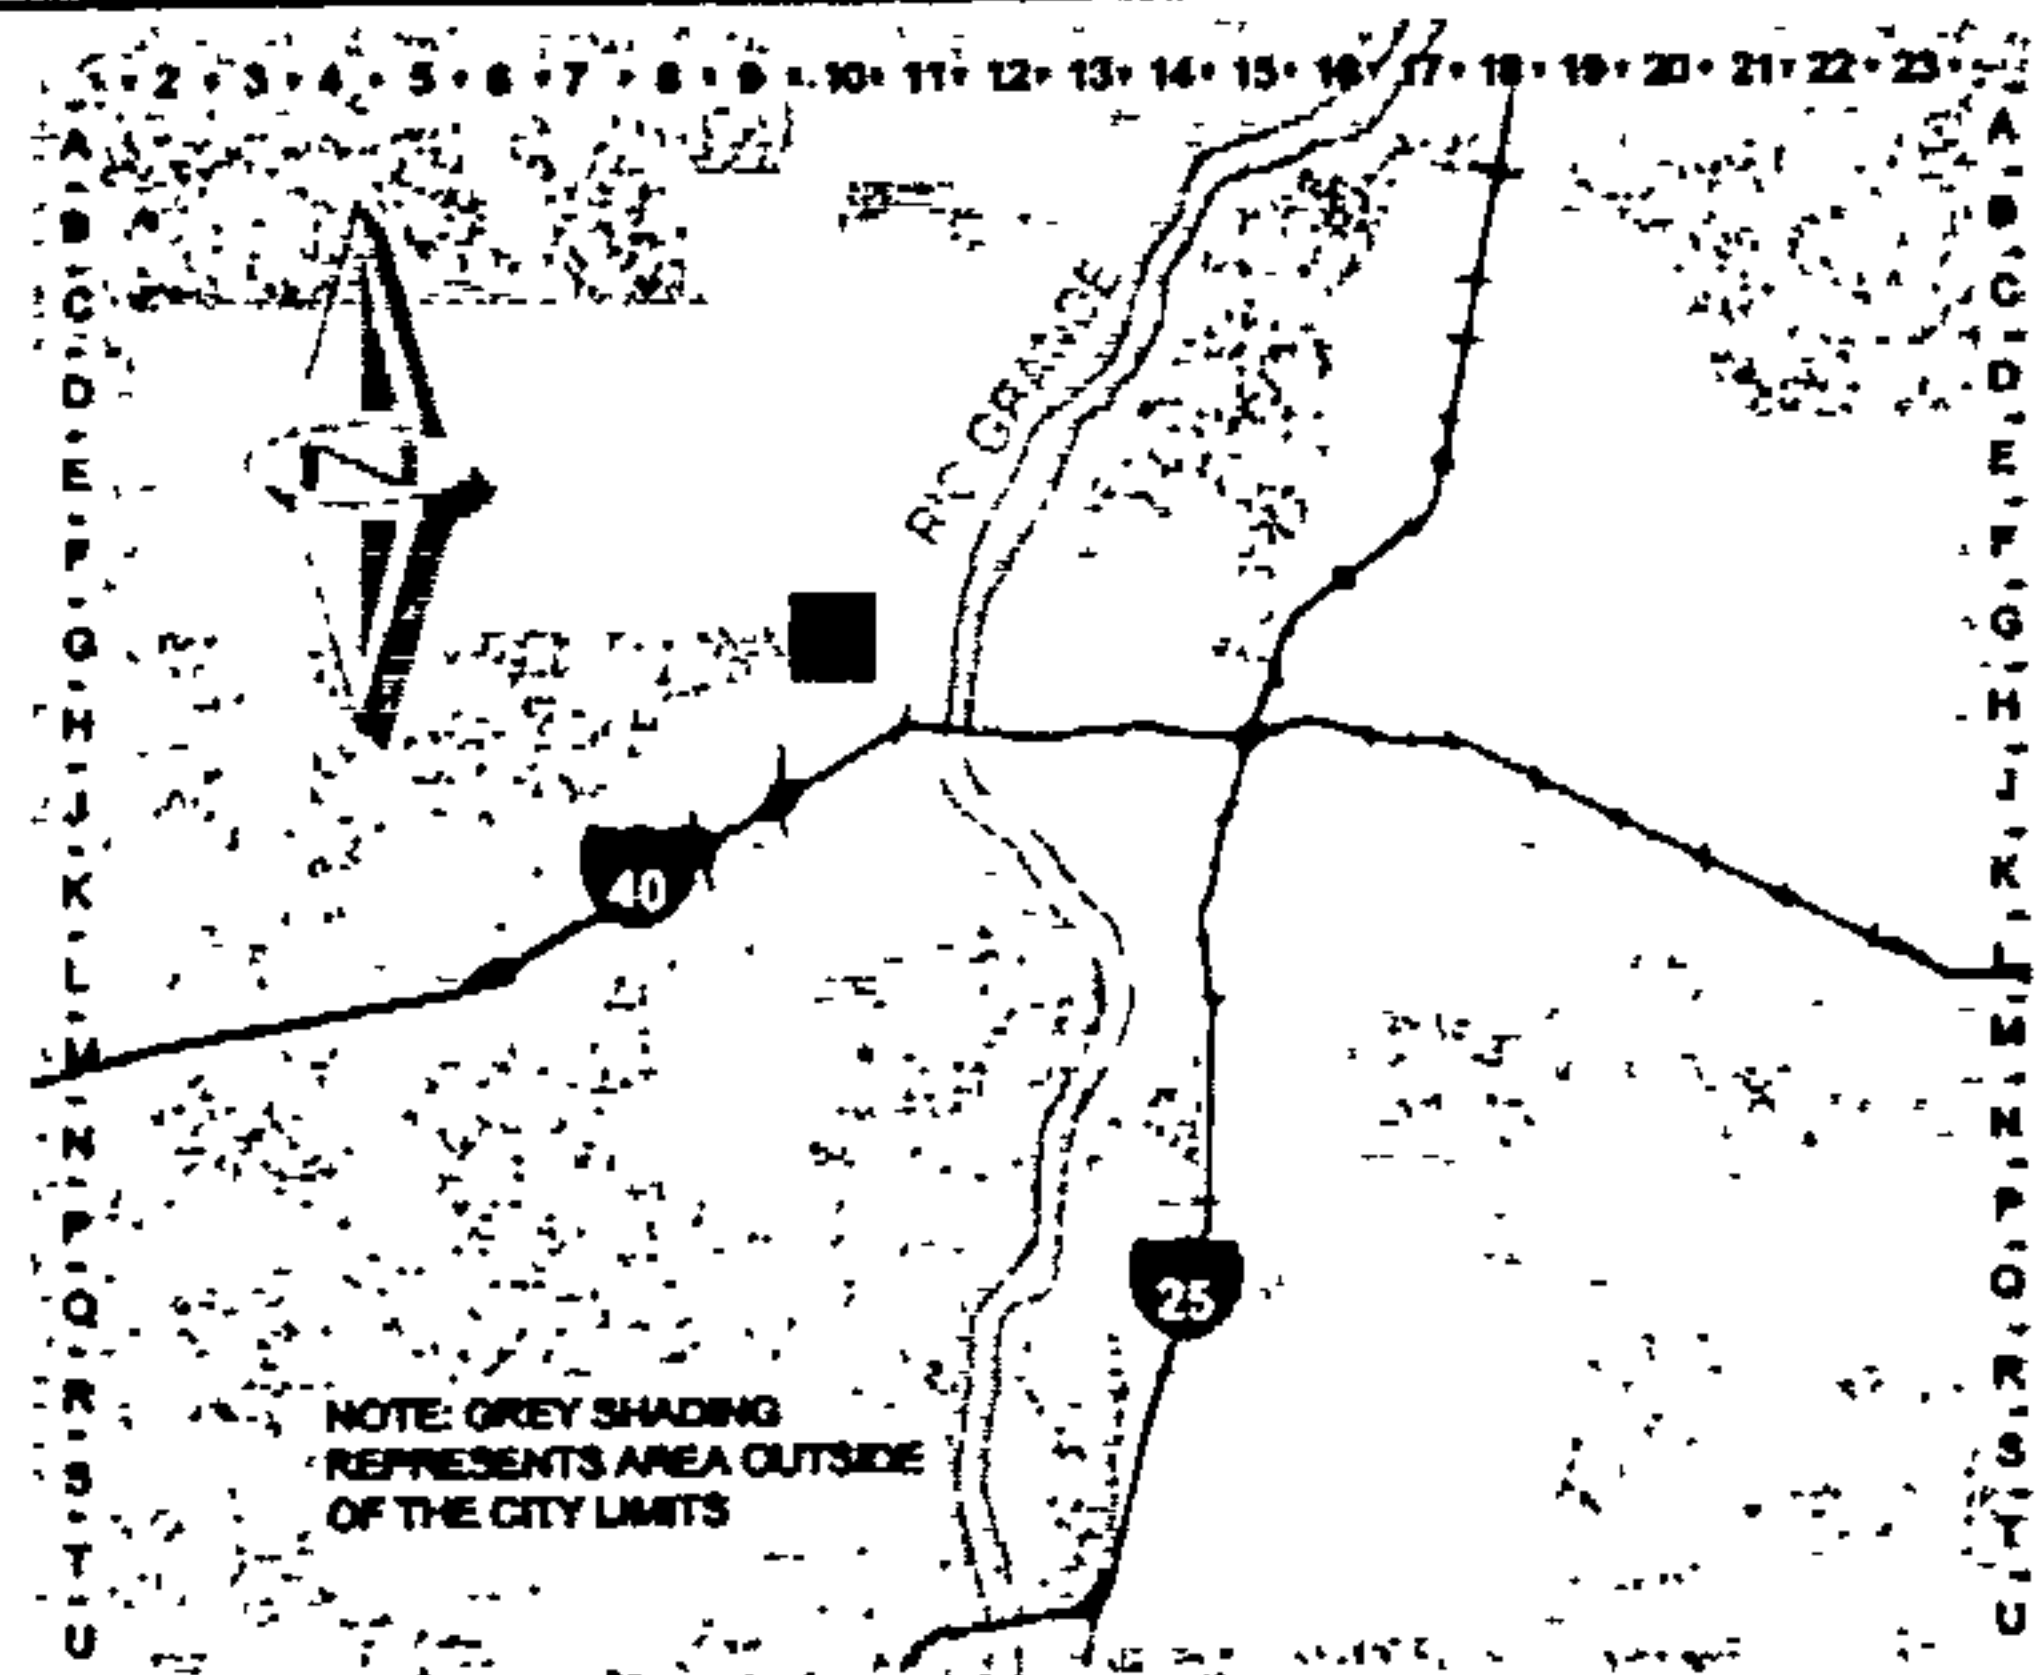 2 • 3 • 4 • 5 • 6 • 7 • 8 • 9 • 10 • 11 • 12 • 13 • 14 • 15 • 16 17 • 18 • 19 • 20 • 21 • 22 • 23
A A
B B
C C
RIO GRANDE
D D
N
E E
F F
G G
H H
J J
K K
40
L L
M M
N N
P P
25
Q Q
R R
NOTE: GREY SHADING
REPRESENTS AREA OUTSIDE
OF THE CITY LIMITS
S S
T T
U U